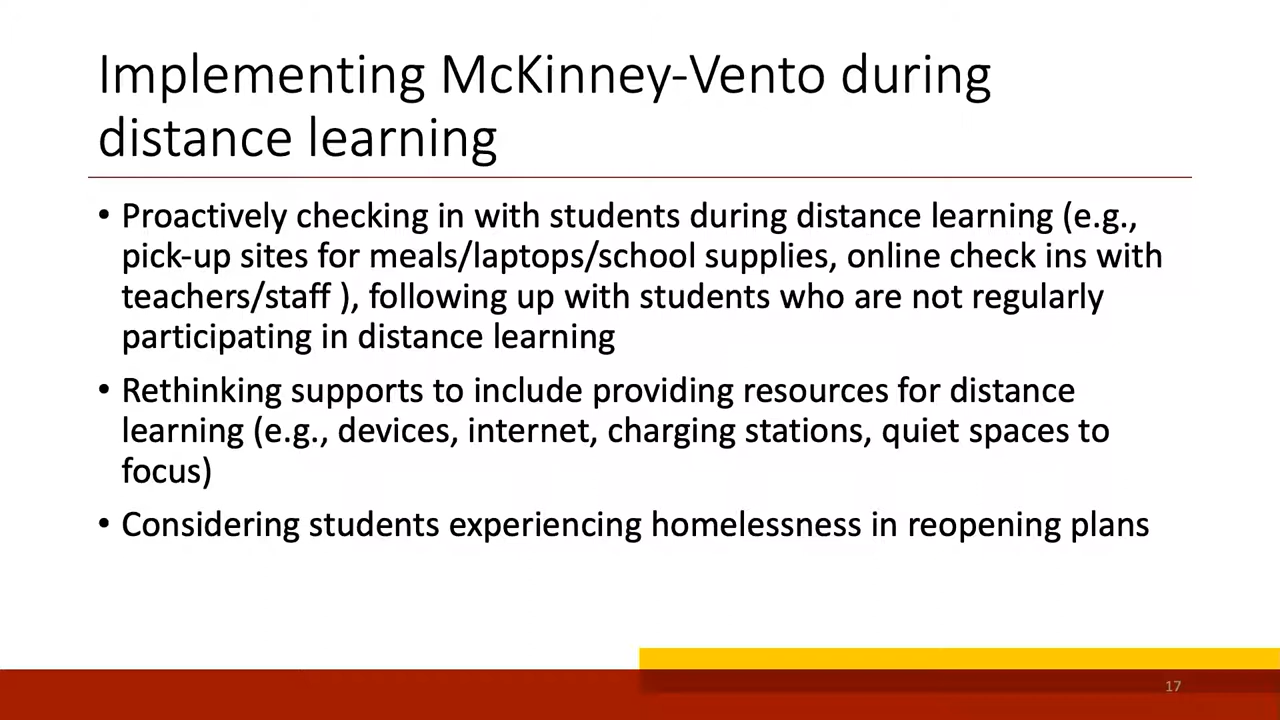 Implementing McKinney-Vento during
distance learning
• Proactively checking in with students during distance learning (e.g.,
pick-up sites for meals/laptops/school supplies, online check ins with
teachers/staff ), following up with students who are not regularly
participating in distance learning
• Rethinking supports to include providing resources for distance
learning (e.g., devices, internet, charging stations, quiet spaces to
focus)
• Considering students experiencing homelessness in reopening plans
17